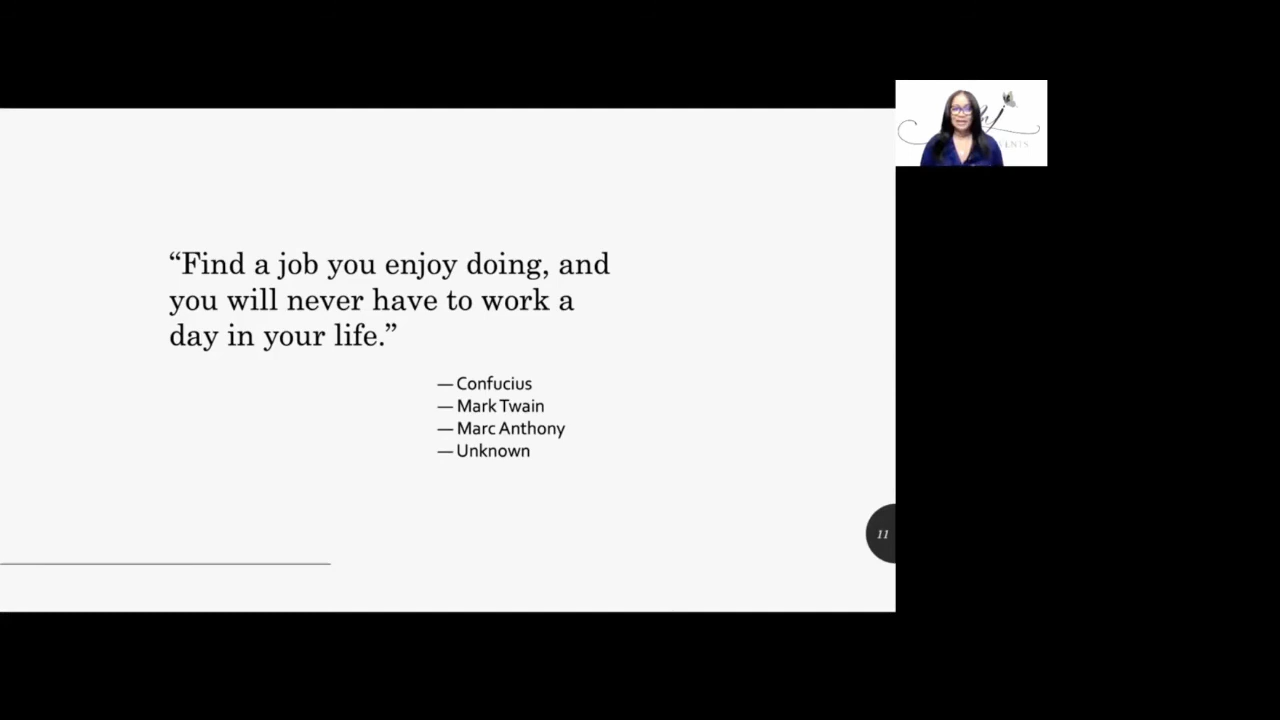 “Find a job you enjoy doing, and
you will never have to work a
day in your life.”
— Confucius
— Mark Twain
— Marc Anthony
— Unknown
11